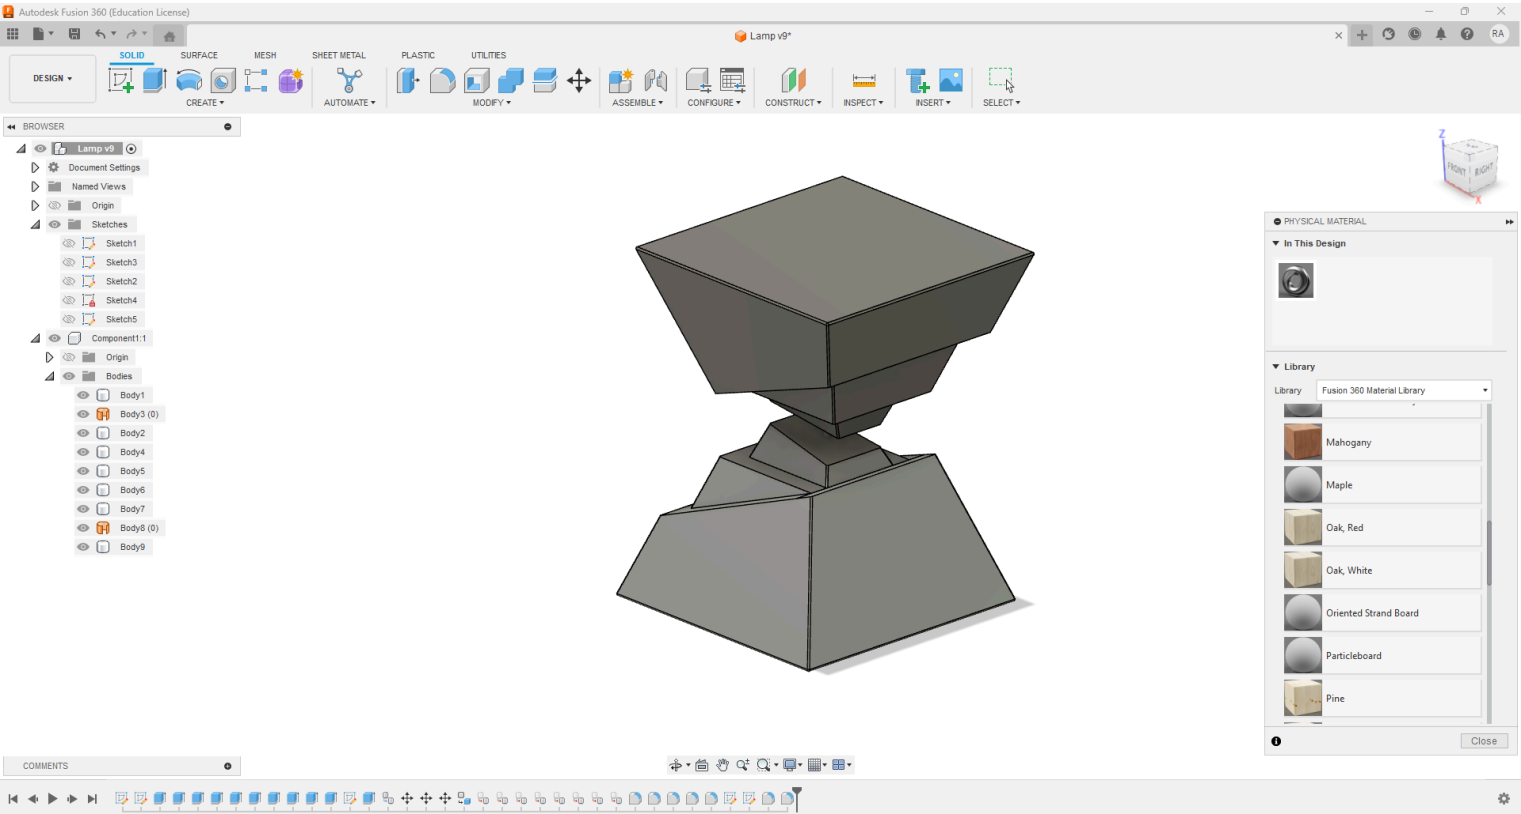 Autodesk Fusion 360 (Education License)
Lamp v9*
RA
SOLID SURFACE MESH SHEET METAL PLASTIC UTILITIES
DESIGN
CREATE AUTOMATE MODIFY ASSEMBLE CONFIGURE CONSTRUCT INSPECT INSERT SELECT
BROWSER
Lamp v9
Document Settings
Named Views
Origin
Sketches
Sketch1
Sketch3
Sketch2
Sketch4
Sketch5
Component1:1
Origin
Bodies
Body1
Body3 (0)
Body2
Body4
Body5
Body6
Body7
Body8 (0)
Body9
COMMENTS
Z
FRONT RIGHT
X
PHYSICAL MATERIAL
In This Design
Library
Library Fusion 360 Material Library
Mahogany
Maple
Oak, Red
Oak, White
Oriented Strand Board
Particleboard
Pine
Close